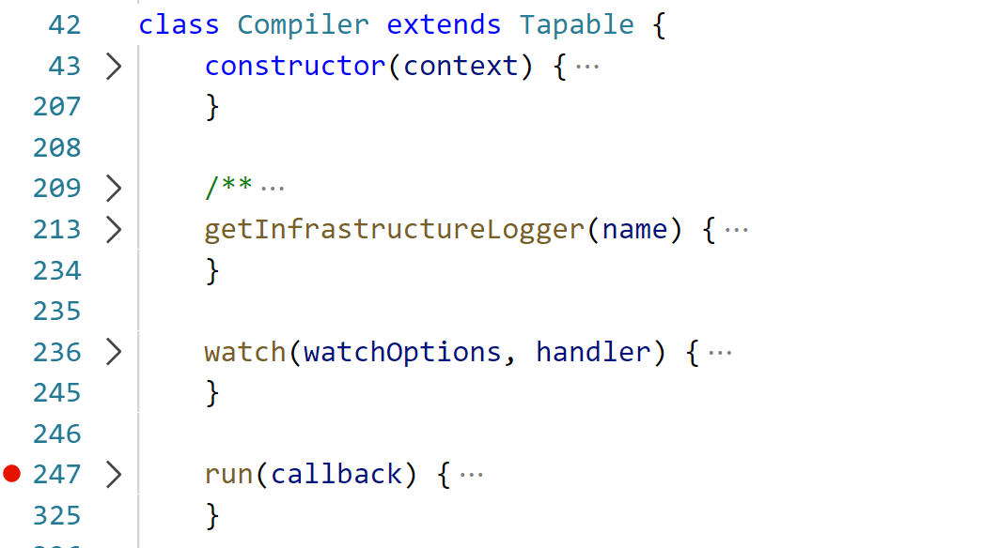 42 class Compiler extends Tapable {
43 constructor(context) {···
207 }
208
209 /**···
213 getInfrastructureLogger(name) {···
234 }
235
236 watch(watchOptions, handler) {···
245 }
246
247 run(callback) {···
325 }